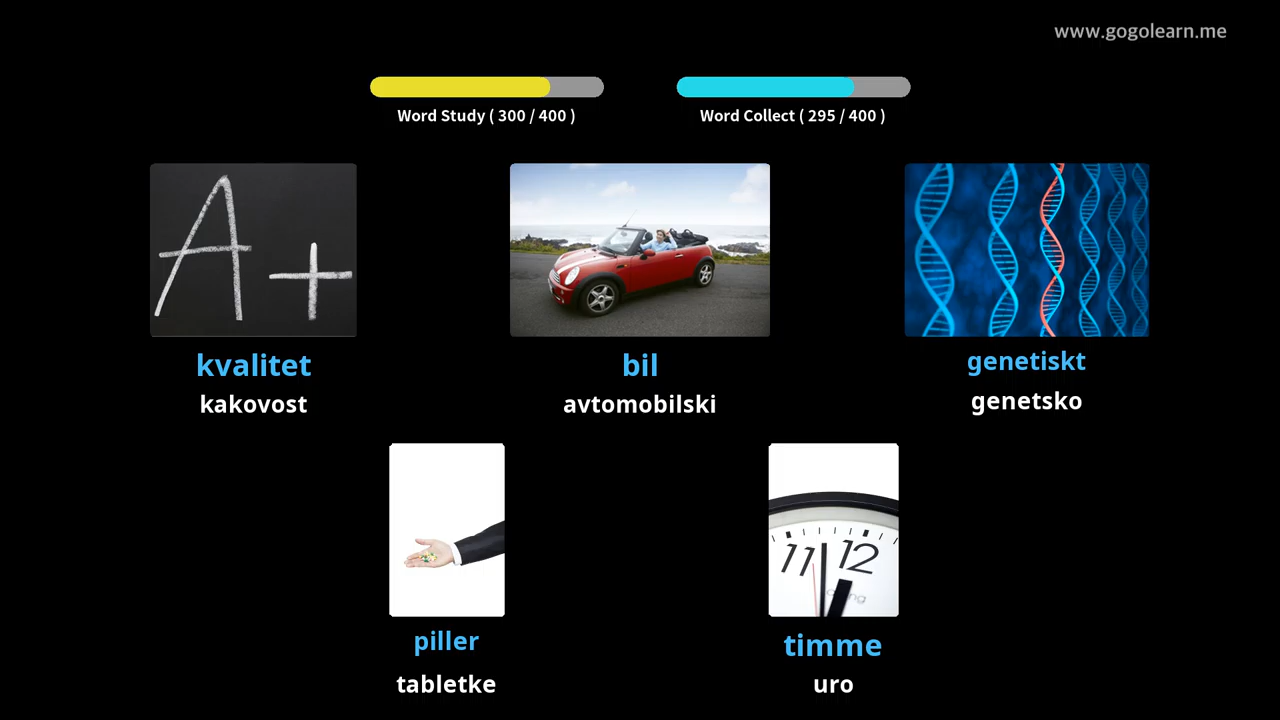 www.gogolearn.me
Word Study ( 300 / 400 )
Word Collect ( 295 / 400 )
A+
kvalitet
kakovost
bil
avtomobilski
genetiskt
genetsko
11 12
piller
tabletke
timme
uro